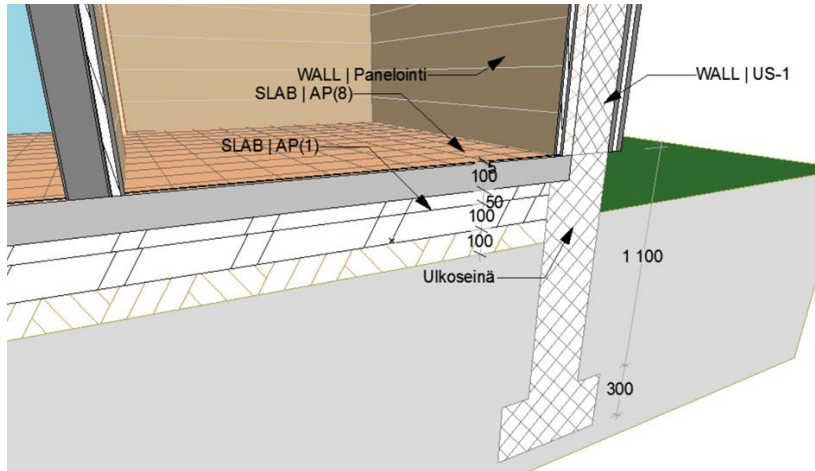 WALL | Panelointi
WALL | US-1
SLAB | AP(8)
SLAB | AP(1)
5
100
50
100
100
1 100
Ulkoseinä
300